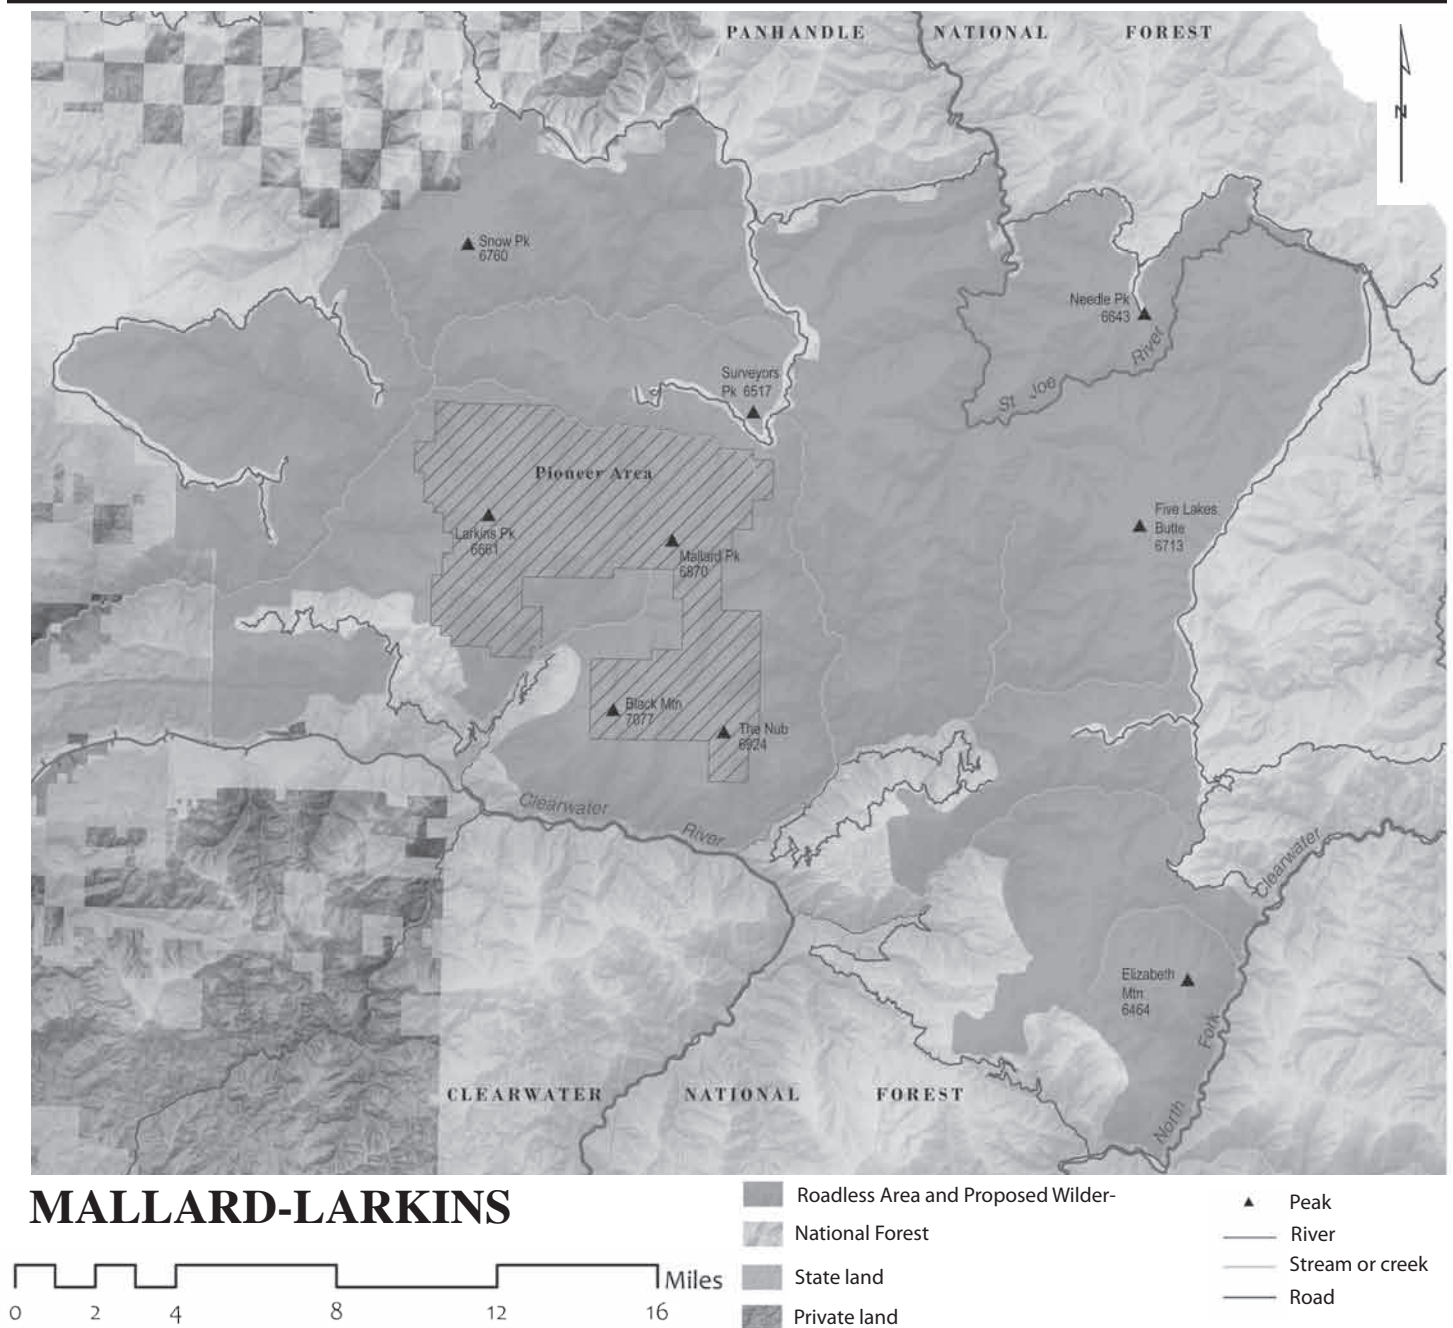 PANHANDLE NATIONAL FOREST
N
Snow Pk
6760
Needle Pk
6643
St Joe River
Surveyors
Pk 6517
Pioneer Area
Larkins Pk
6661
Mallard Pk
6870
Five Lakes
Butte
6713
Black Mtn
7077
The Nub
6924
Clearwater River
Clearwater
Elizabeth
Mtn
6464
North Fork
CLEARWATER NATIONAL FOREST
MALLARD-LARKINS
Miles
0 2 4 8 12 16
Roadless Area and Proposed Wilder-
National Forest
State land
Private land
Peak
River
Stream or creek
Road